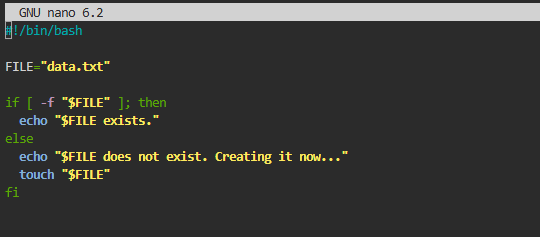 GNU nano 6.2
#!/bin/bash
FILE="data.txt"
if [ -f "$FILE" ]; then
  echo "$FILE exists."
else
  echo "$FILE does not exist. Creating it now..."
  touch "$FILE"
fi